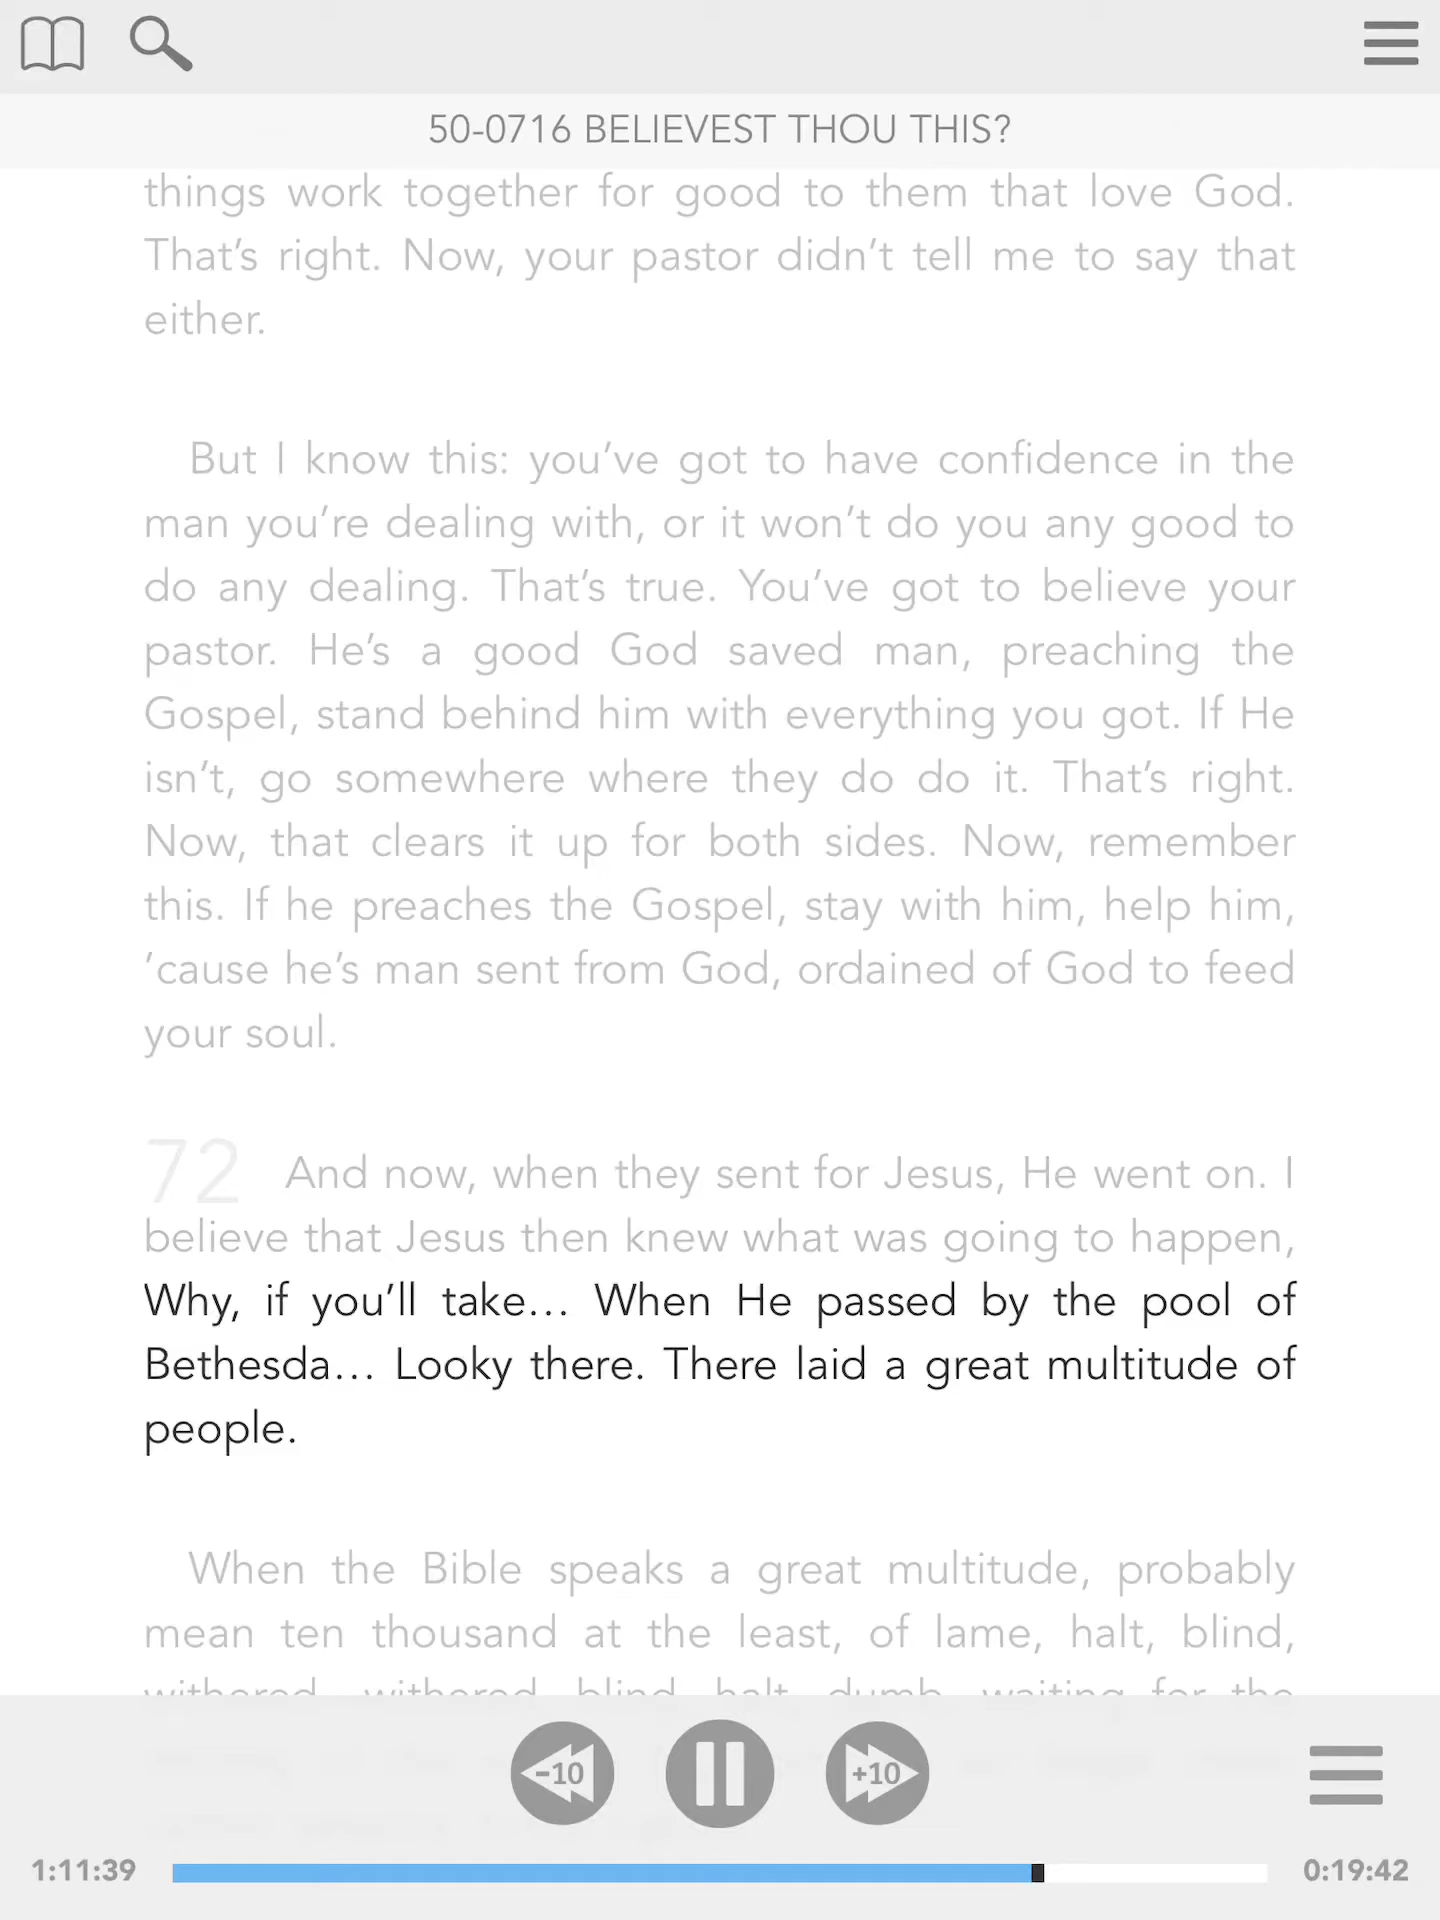 50-0716 BELIEVEST THOU THIS?
things work together for good to them that love God.
That’s right. Now, your pastor didn’t tell me to say that
either.
But I know this: you’ve got to have confidence in the
man you’re dealing with, or it won’t do you any good to
do any dealing. That’s true. You’ve got to believe your
pastor. He’s a good God saved man, preaching the
Gospel, stand behind him with everything you got. If He
isn’t, go somewhere where they do do it. That’s right.
Now, that clears it up for both sides. Now, remember
this. If he preaches the Gospel, stay with him, help him,
’cause he’s man sent from God, ordained of God to feed
your soul.
72 And now, when they sent for Jesus, He went on. I
believe that Jesus then knew what was going to happen,
Why, if you’ll take… When He passed by the pool of
Bethesda… Looky there. There laid a great multitude of
people.
When the Bible speaks a great multitude, probably
mean ten thousand at the least, of lame, halt, blind,
withered, withered, blind, halt, dumb, waiting for the
-10 +10
1:11:39 0:19:42